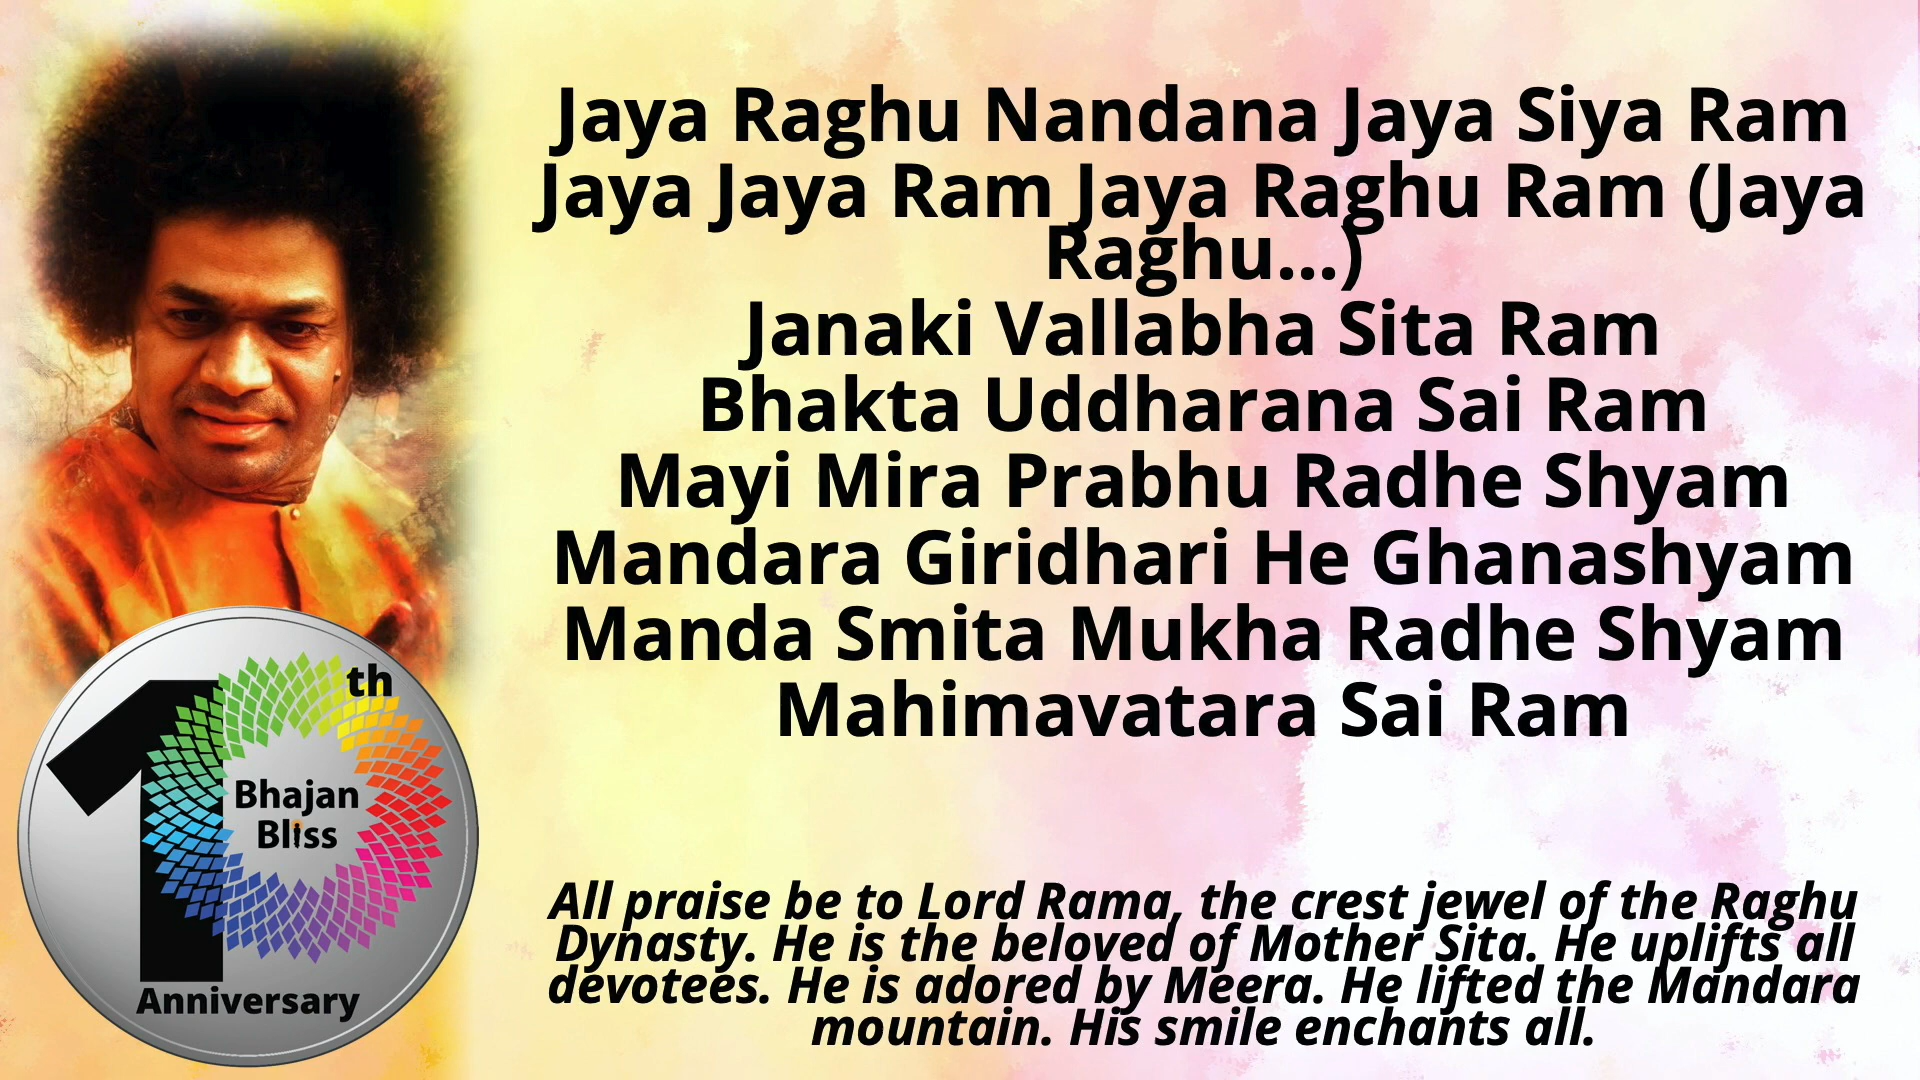 Jaya Raghu Nandana Jaya Siya Ram
Jaya Jaya Ram Jaya Raghu Ram (Jaya
Raghu...)
Janaki Vallabha Sita Ram
Bhakta Uddharana Sai Ram
Mayi Mira Prabhu Radhe Shyam
Mandara Giridhari He Ghanashyam
Manda Smita Mukha Radhe Shyam
Mahimavatara Sai Ram
All praise be to Lord Rama, the crest jewel of the Raghu
Dynasty. He is the beloved of Mother Sita. He uplifts all
devotees. He is adored by Meera. He lifted the Mandara
mountain. His smile enchants all.
10th
Bhajan
Bliss
Anniversary